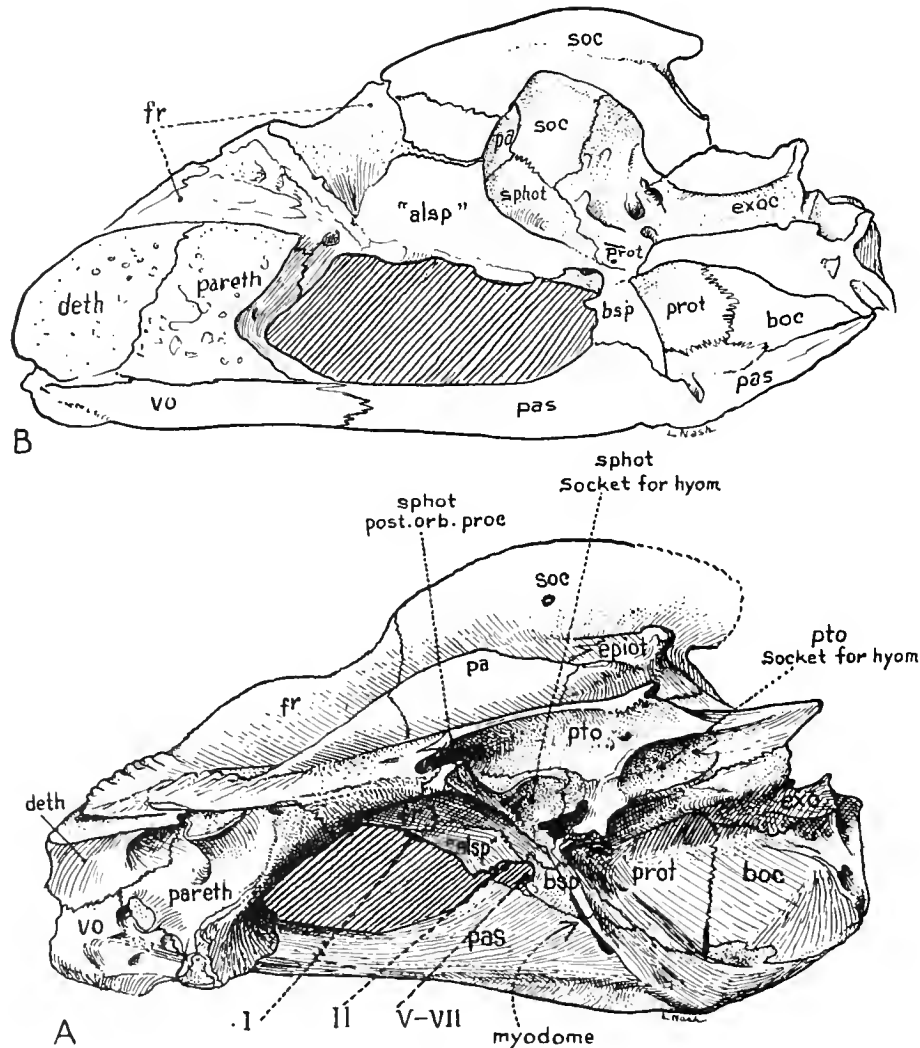 soc
fr
pa
soc
sphot
"alsp"
exoc
prot
pareth
deth
bsp
prot
boc
pas
vo
pas
L Nash
B
sphot
Socket for hyom
sphot
post.orb.proc
soc
pto
Socket for hyom
epiot
pa
fr
pto
deth
exo
alsp
bsp
prot
boc
pareth
vo
pas
I
II
V-VII
myodome
L Nash
A